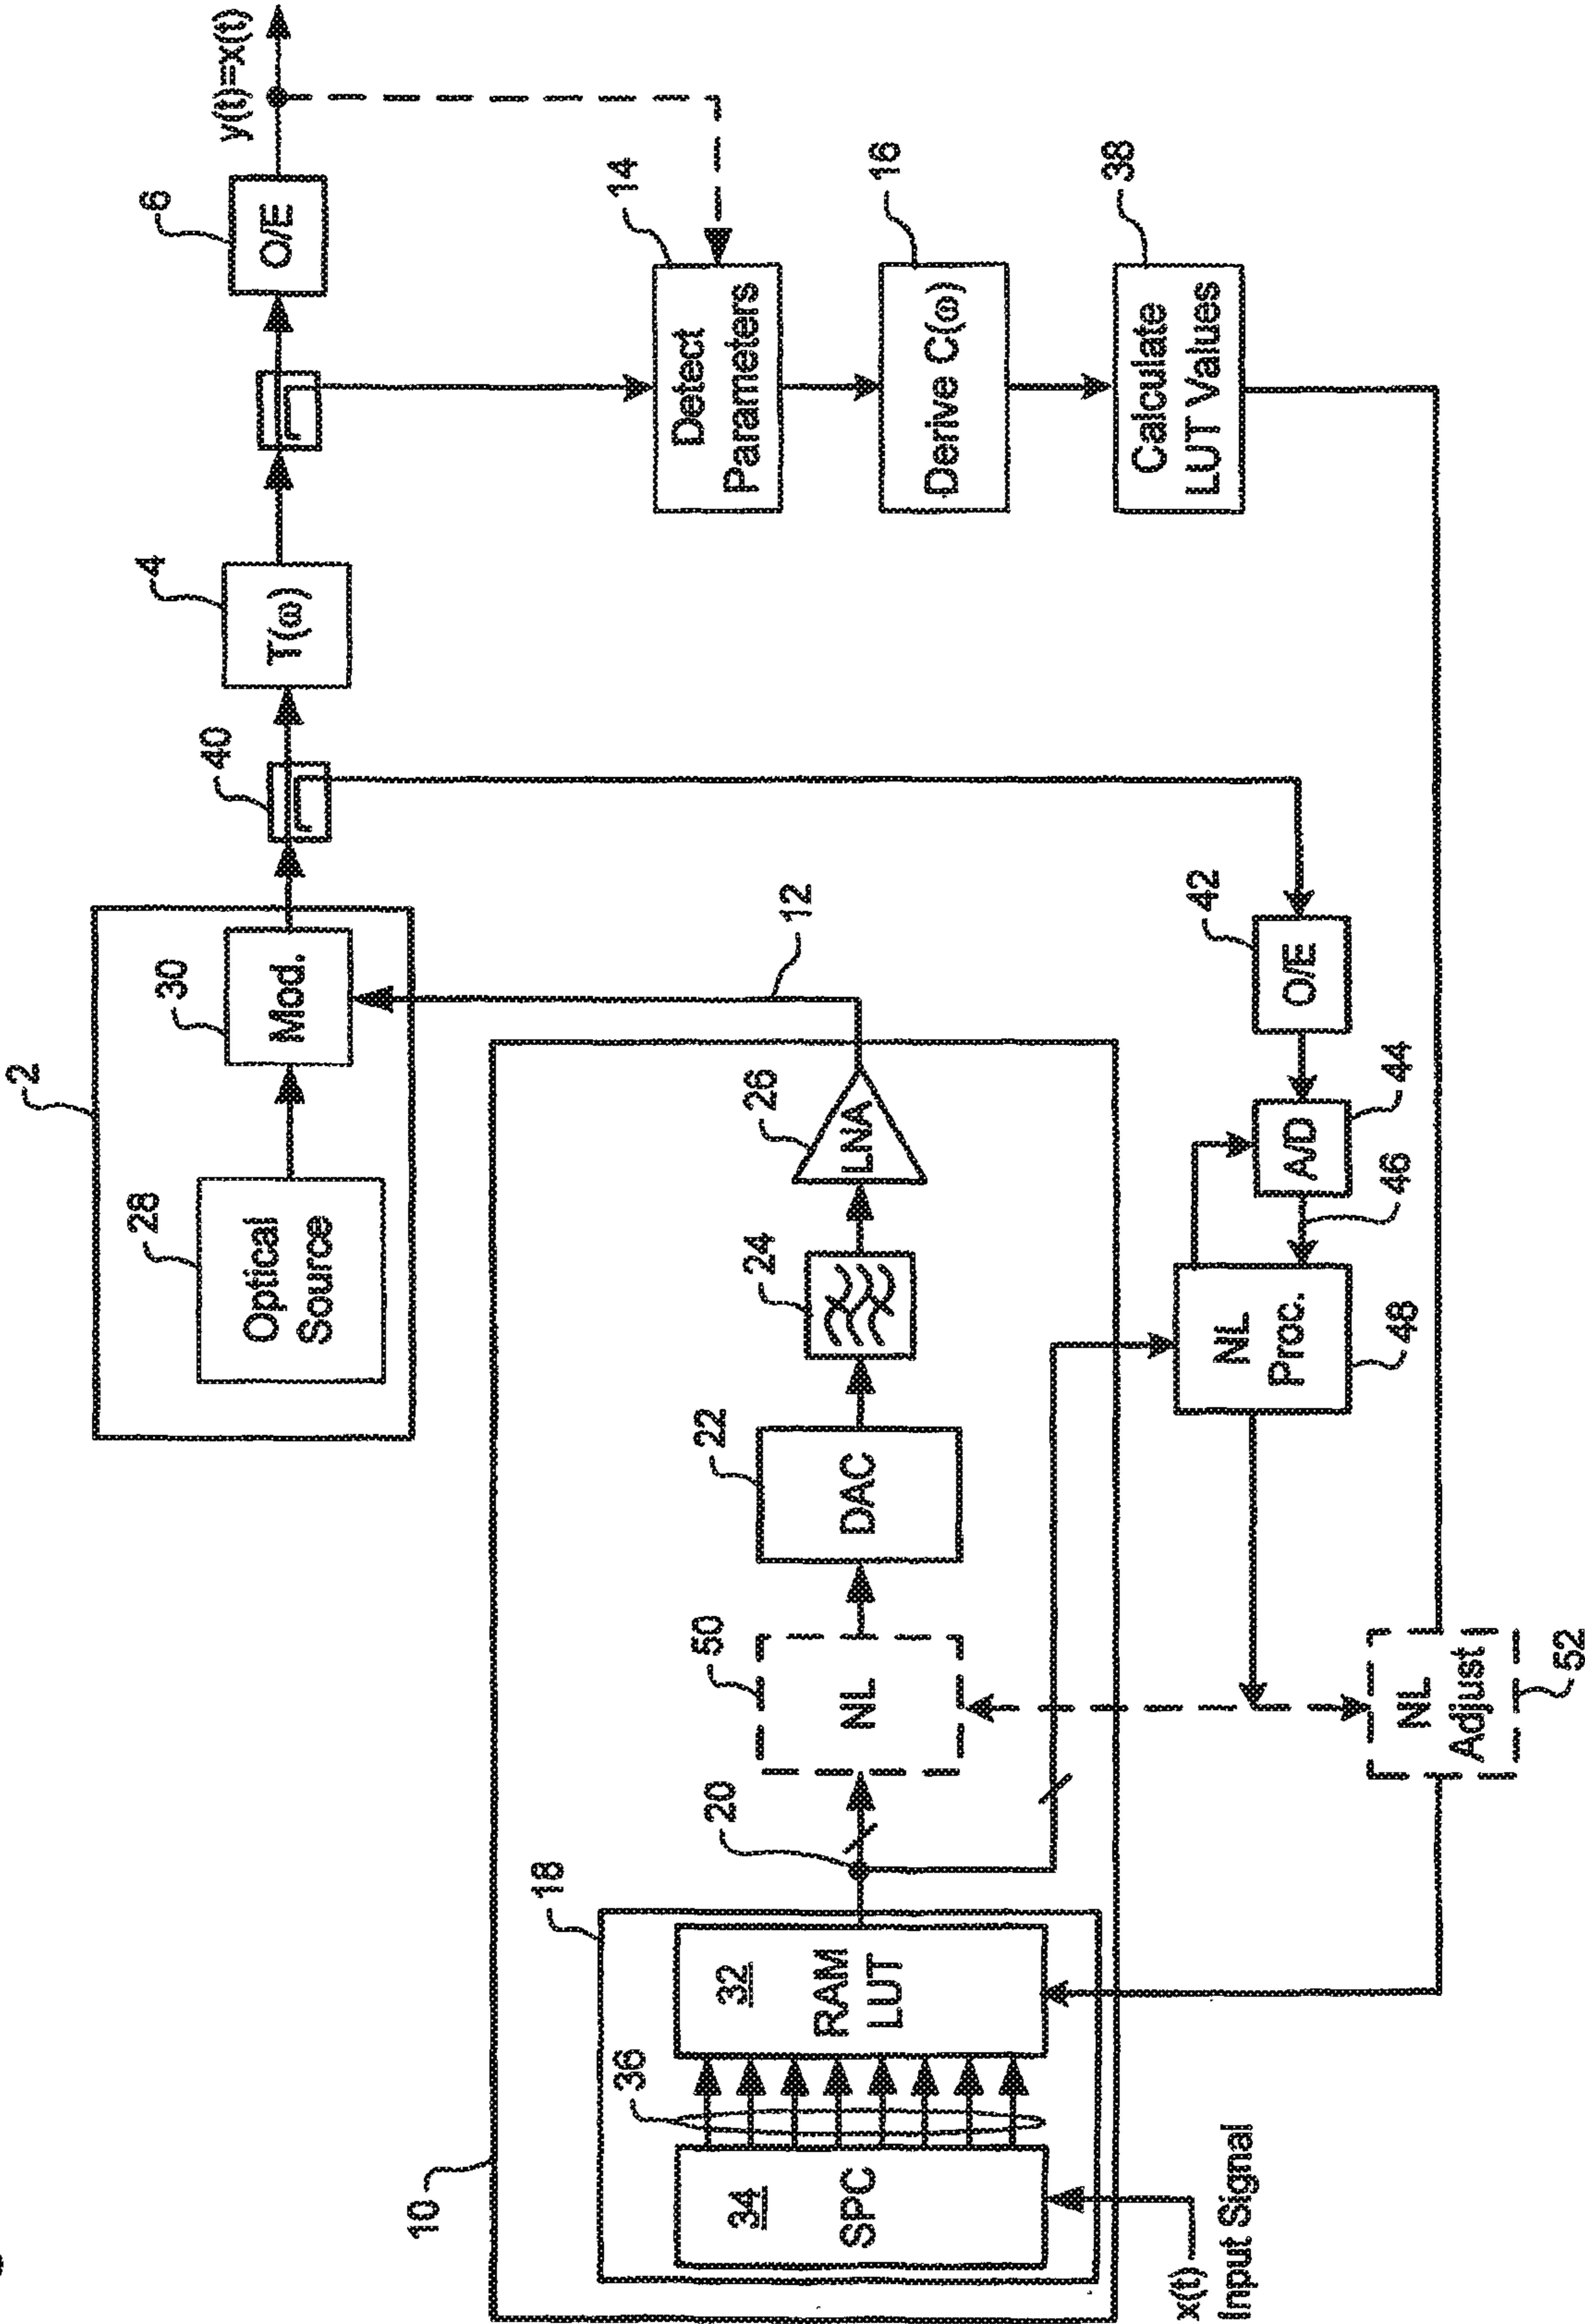 2
28
Optical
Source
30
Mod.
40
4
T(ω)
6
O/E
y(t)=x(t)
10
18
34
SPC
36
32
RAM
LUT
20
50
NL
22
DAC
24
26
LNA
12
14
Detect
Parameters
16
Derive C(ω)
38
Calculate
LUT Values
42
O/E
A/D
44
46
NL
Proc.
48
NL
Adjust
52
x(t)
Input Signal